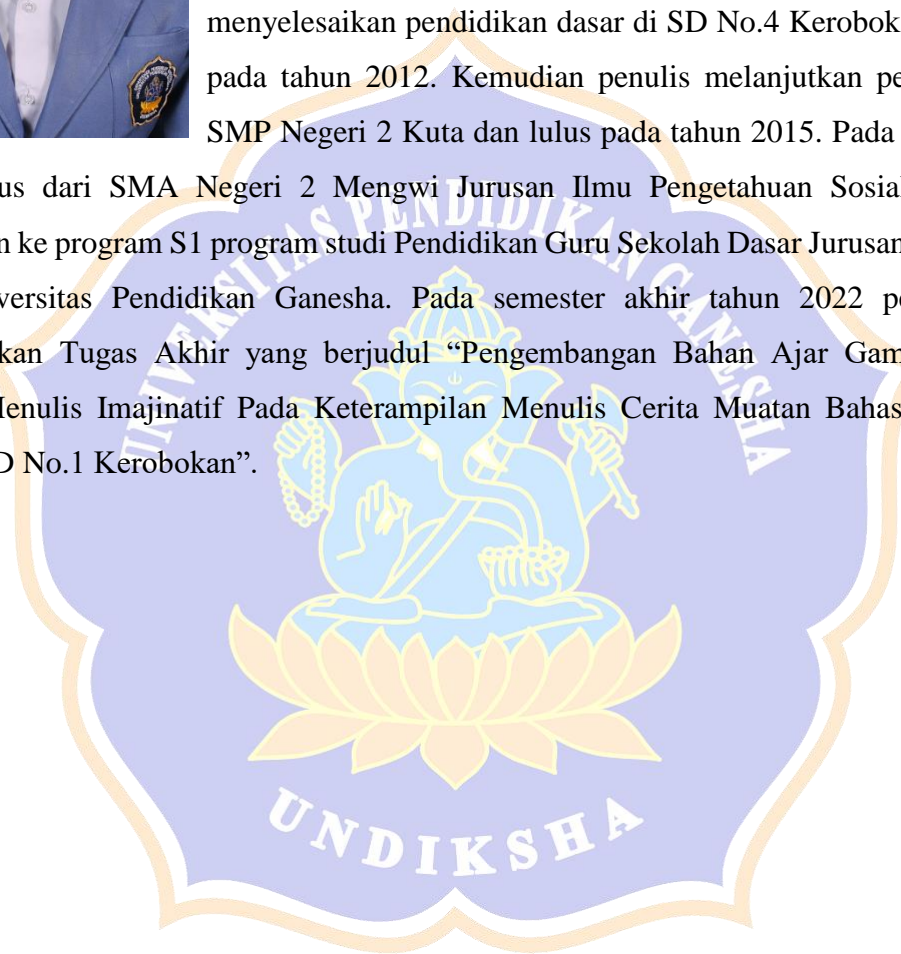 menyelesaikan pendidikan dasar di SD No.4 Kerobok
pada tahun 2012. Kemudian penulis melanjutkan pe
SMP Negeri 2 Kuta dan lulus pada tahun 2015. Pada
us dari SMA Negeri 2 Mengwi Jurusan Ilmu Pengetahuan Sosial
n ke program S1 program studi Pendidikan Guru Sekolah Dasar Jurusan
versitas Pendidikan Ganesha. Pada semester akhir tahun 2022 pe
kan Tugas Akhir yang berjudul “Pengembangan Bahan Ajar Gam
Menulis Imajinatif Pada Keterampilan Menulis Cerita Muatan Bahas
D No.1 Kerobokan”.
UNIVERSITAS PENDIDIKAN GANESHA
UNDIKSHA